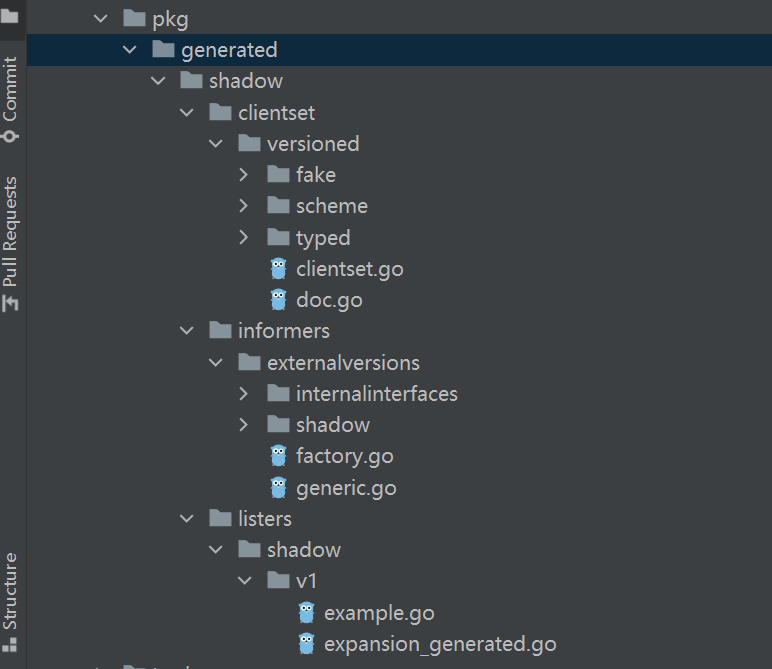 pkg
generated
shadow
clientset
versioned
fake
scheme
typed
clientset.go
doc.go
informers
externalversions
internalinterfaces
shadow
factory.go
generic.go
listers
shadow
v1
example.go
expansion_generated.go
Commit
Pull Requests
Structure